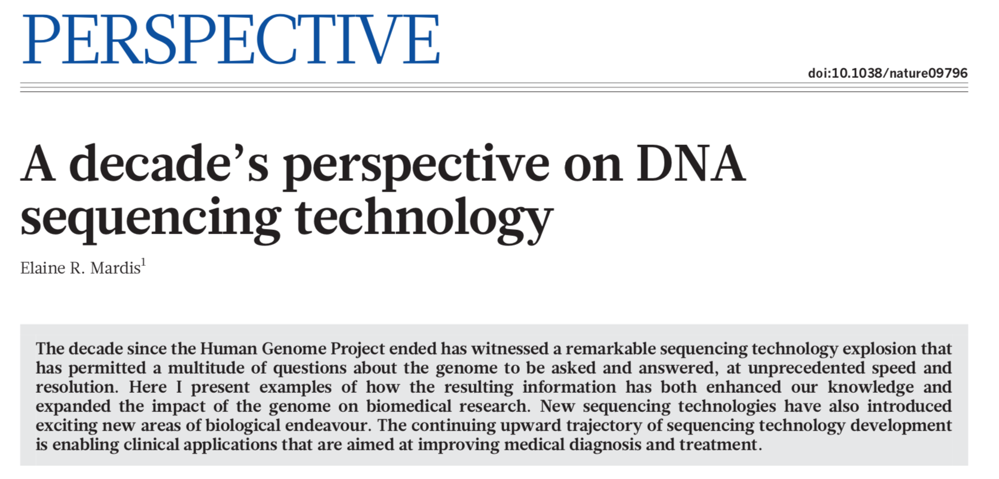 PERSPECTIVE
doi:10.1038/nature09796
A decade’s perspective on DNA
sequencing technology
Elaine R. Mardis1
The decade since the Human Genome Project ended has witnessed a remarkable sequencing technology explosion that
has permitted a multitude of questions about the genome to be asked and answered, at unprecedented speed and
resolution. Here I present examples of how the resulting information has both enhanced our knowledge and
expanded the impact of the genome on biomedical research. New sequencing technologies have also introduced
exciting new areas of biological endeavour. The continuing upward trajectory of sequencing technology development
is enabling clinical applications that are aimed at improving medical diagnosis and treatment.